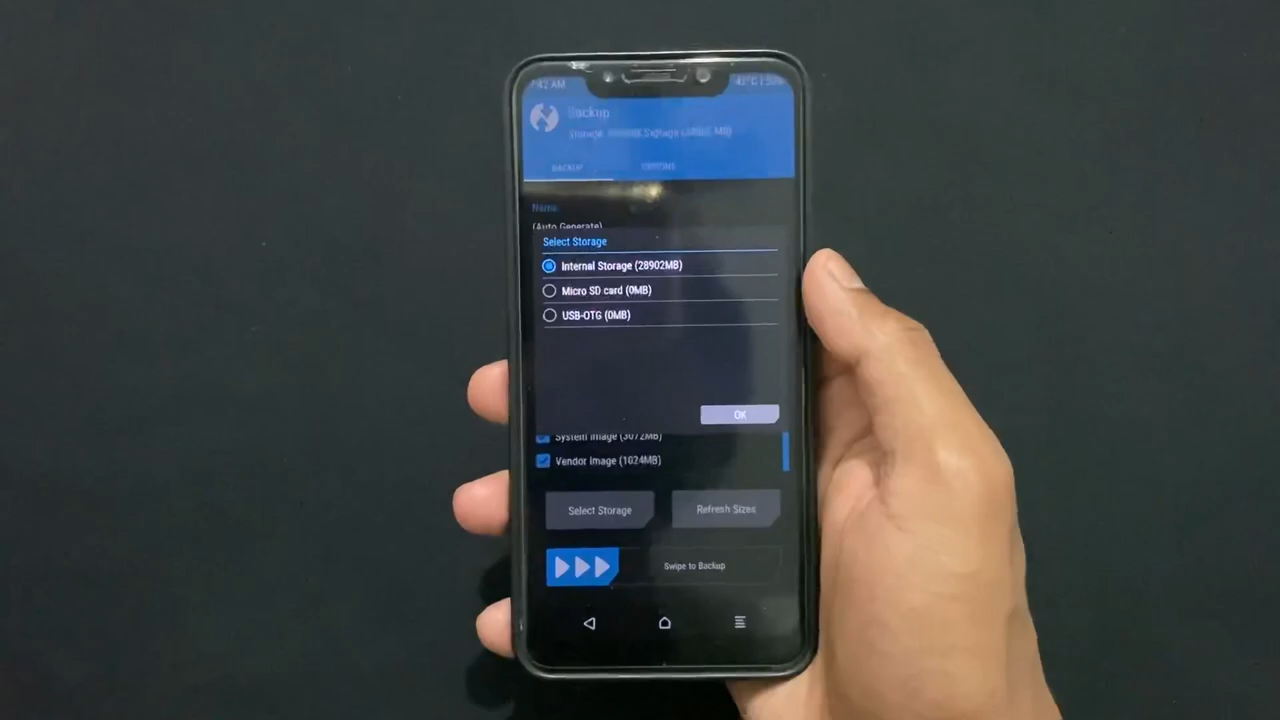 7:42 AM
Backup
BACKUP
Name
(Auto Generate)
Select Storage
Internal Storage (28902MB)
Micro SD card (0MB)
USB-OTG (0MB)
OK
System Image (3072MB)
Vendor Image (1024MB)
Select Storage
Refresh Sizes
Swipe to Backup